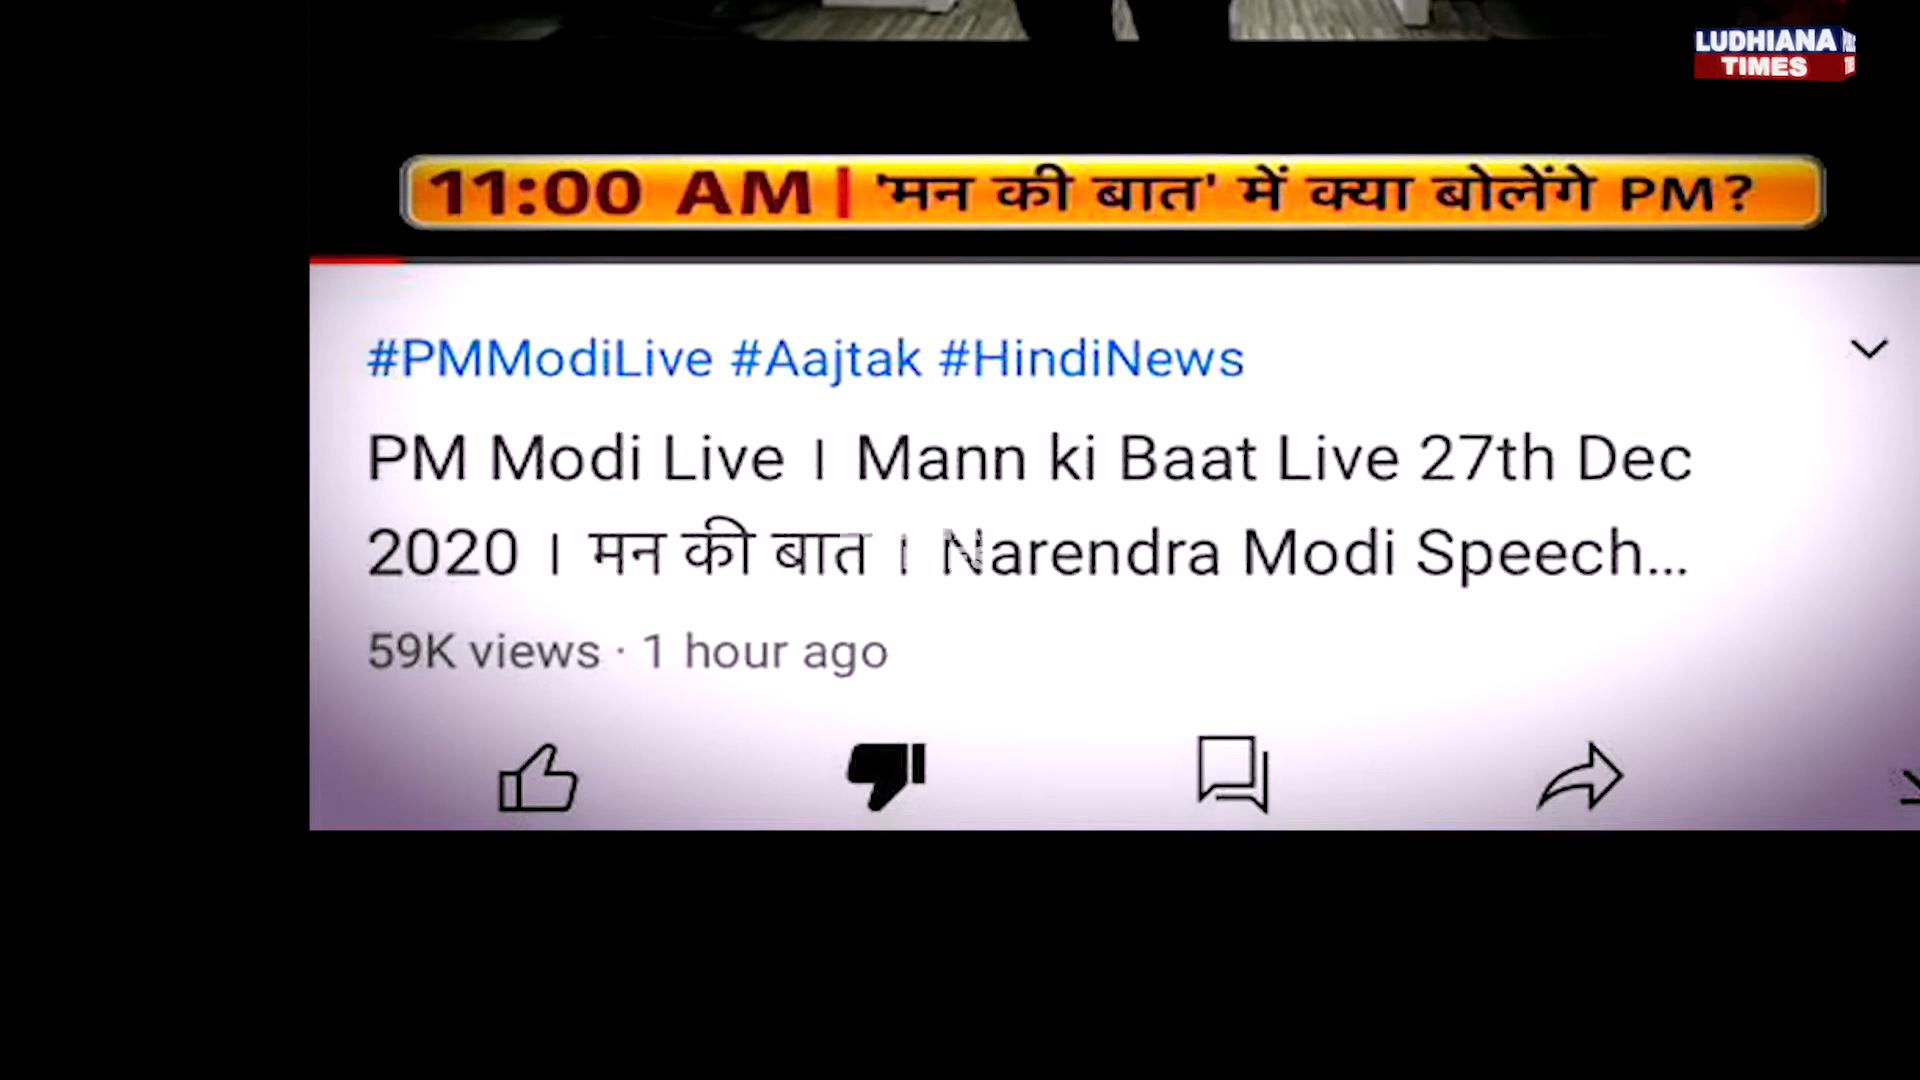 LUDHIANA
TIMES
11:00 AM | 'मन की बात' में क्या बोलेंगे PM?
#PMModiLive #Aajtak #HindiNews
PM Modi Live । Mann ki Baat Live 27th Dec
2020 । मन की बात । Narendra Modi Speech...
59K views · 1 hour ago